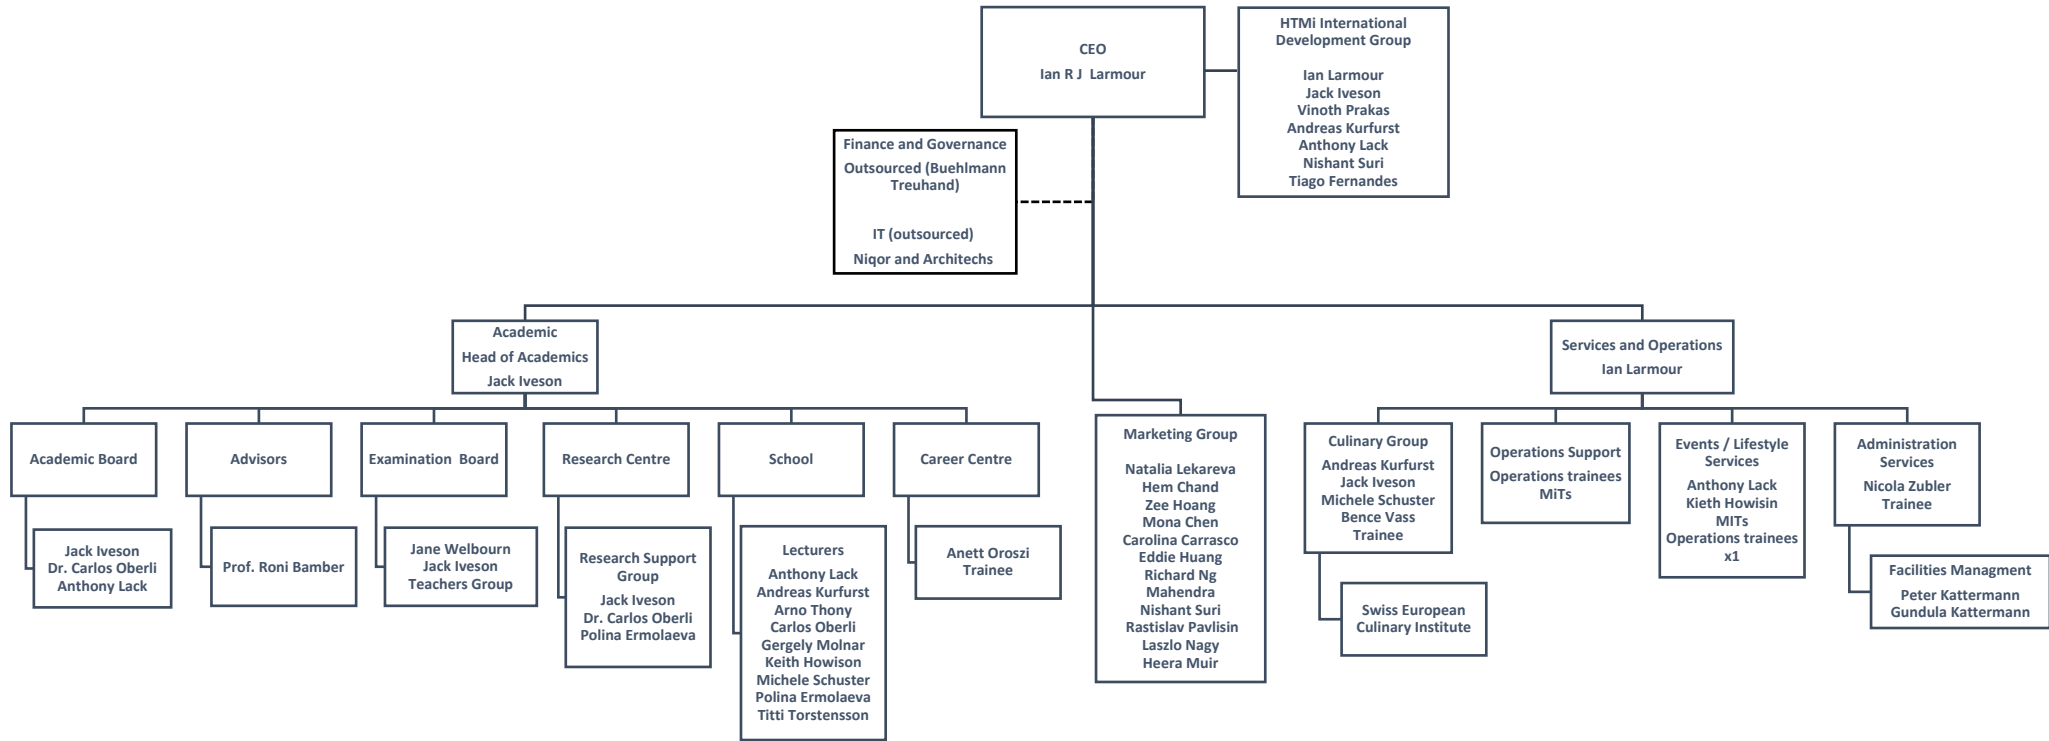 CEO
Ian R J Larmour
HTMi International
Development Group
Ian Larmour
Jack Iveson
Vinoth Prakas
Andreas Kurfurst
Anthony Lack
Nishant Suri
Tiago Fernandes
Finance and Governance
Outsourced (Buehlmann
Treuhand)
IT (outsourced)
Niqor and Architechs
Academic
Head of Academics
Jack Iveson
Services and Operations
Ian Larmour
Academic Board
Jack Iveson
Dr. Carlos Oberli
Anthony Lack
Advisors
Prof. Roni Bamber
Examination Board
Jane Welbourn
Jack Iveson
Teachers Group
Research Centre
Research Support
Group
Jack Iveson
Dr. Carlos Oberli
Polina Ermolaeva
School
Lecturers
Anthony Lack
Andreas Kurfurst
Arno Thony
Carlos Oberli
Gergely Molnar
Keith Howison
Michele Schuster
Polina Ermolaeva
Titti Torstensson
Career Centre
Anett Oroszi
Trainee
Marketing Group
Natalia Lekareva
Hem Chand
Zee Hoang
Mona Chen
Carolina Carrasco
Eddie Huang
Richard Ng
Mahendra
Nishant Suri
Rastislav Pavlisin
Laszlo Nagy
Heera Muir
Culinary Group
Andreas Kurfurst
Jack Iveson
Michele Schuster
Bence Vass
Trainee
Swiss European
Culinary Institute
Operations Support
Operations trainees
MiTs
Events / Lifestyle
Services
Anthony Lack
Kieth Howisin
MITs
Operations trainees
x1
Administration
Services
Nicola Zubler
Trainee
Facilities Managment
Peter Kattermann
Gundula Kattermann